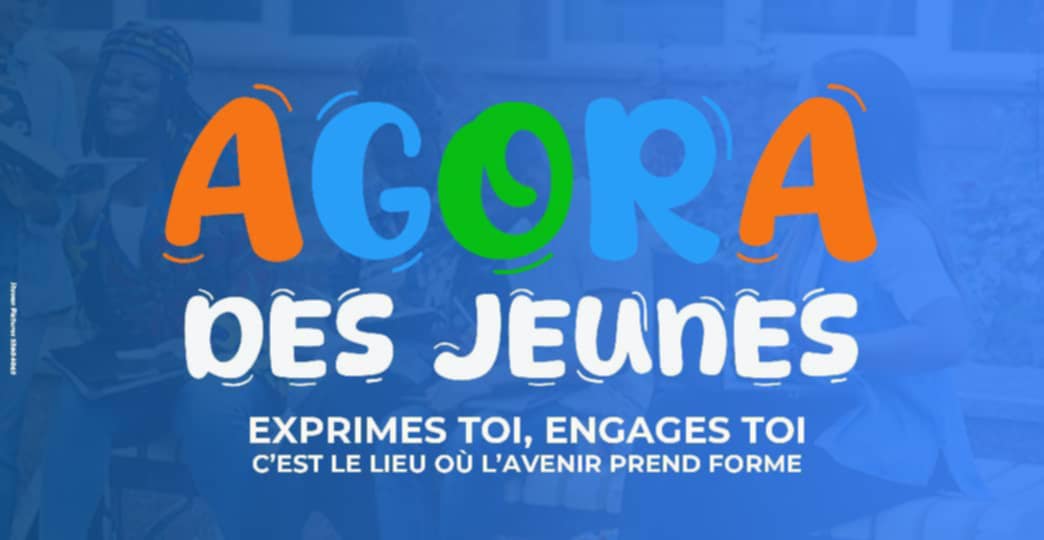 AGORA
DES JEUNES
EXPRIMES TOI, ENGAGES TOI
C'EST LE LIEU OÙ L'AVENIR PREND FORME